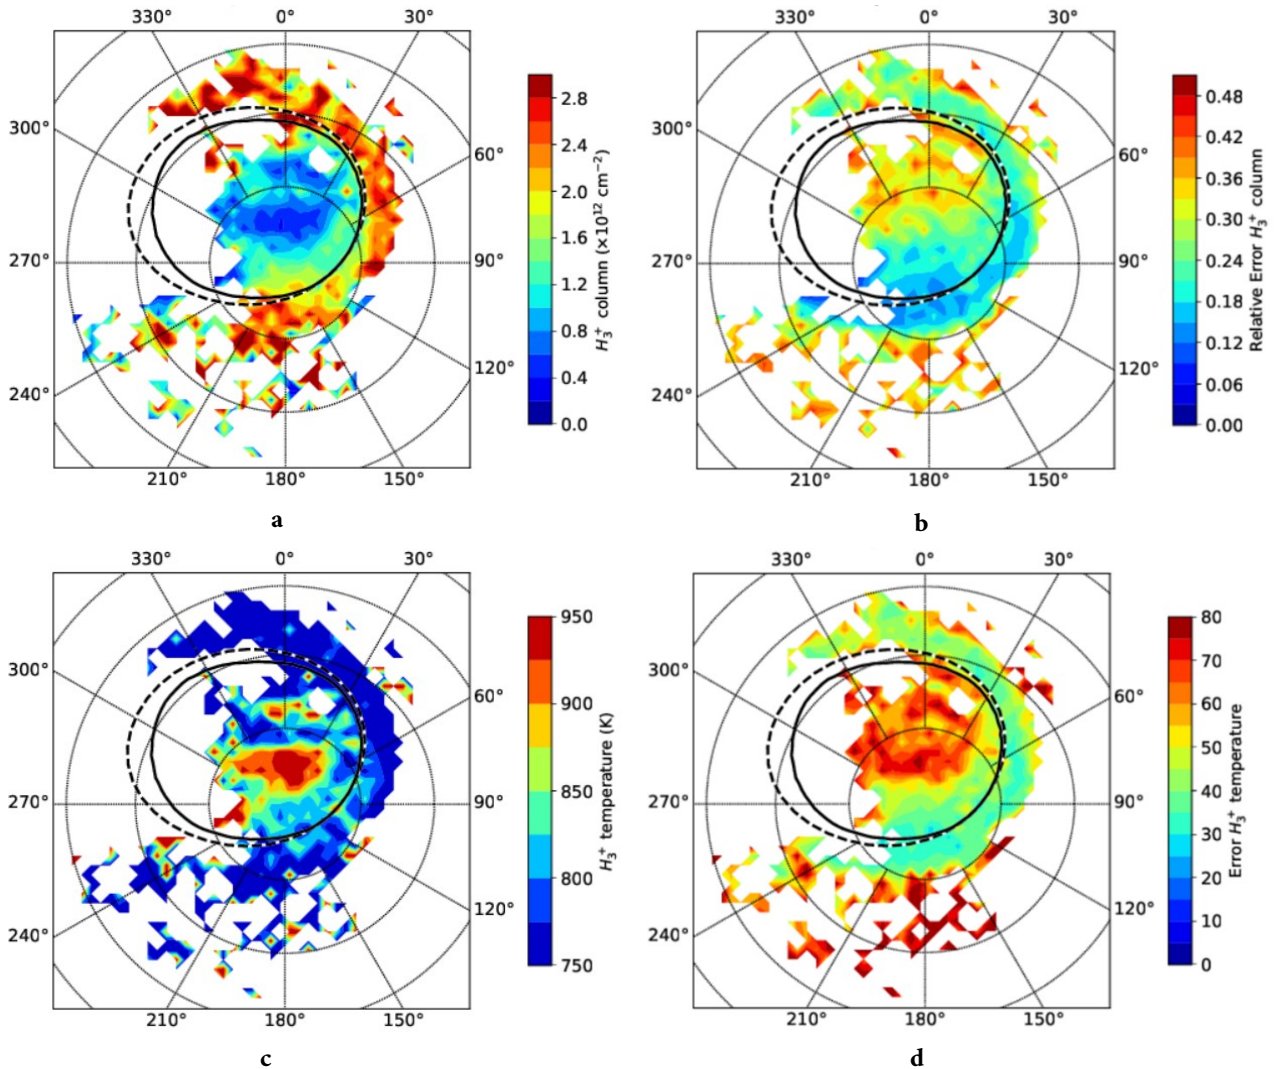 330° 0° 30°
300° 60°
270° 90°
240° 120°
210° 180° 150°
2.8
2.4
2.0
1.6
1.2
0.8
0.4
0.0
H₃⁺ column (×10¹² cm⁻²)
a
330° 0° 30°
300° 60°
270° 90°
240° 120°
210° 180° 150°
0.48
0.42
0.36
0.30
0.24
0.18
0.12
0.06
0.00
Relative Error H₃⁺ column
b
330° 0° 30°
300° 60°
270° 90°
240° 120°
210° 180° 150°
950
900
850
800
750
H₃⁺ temperature (K)
c
330° 0° 30°
300° 60°
270° 90°
240° 120°
210° 180° 150°
80
70
60
50
40
30
20
10
0
Error H₃⁺ temperature
d